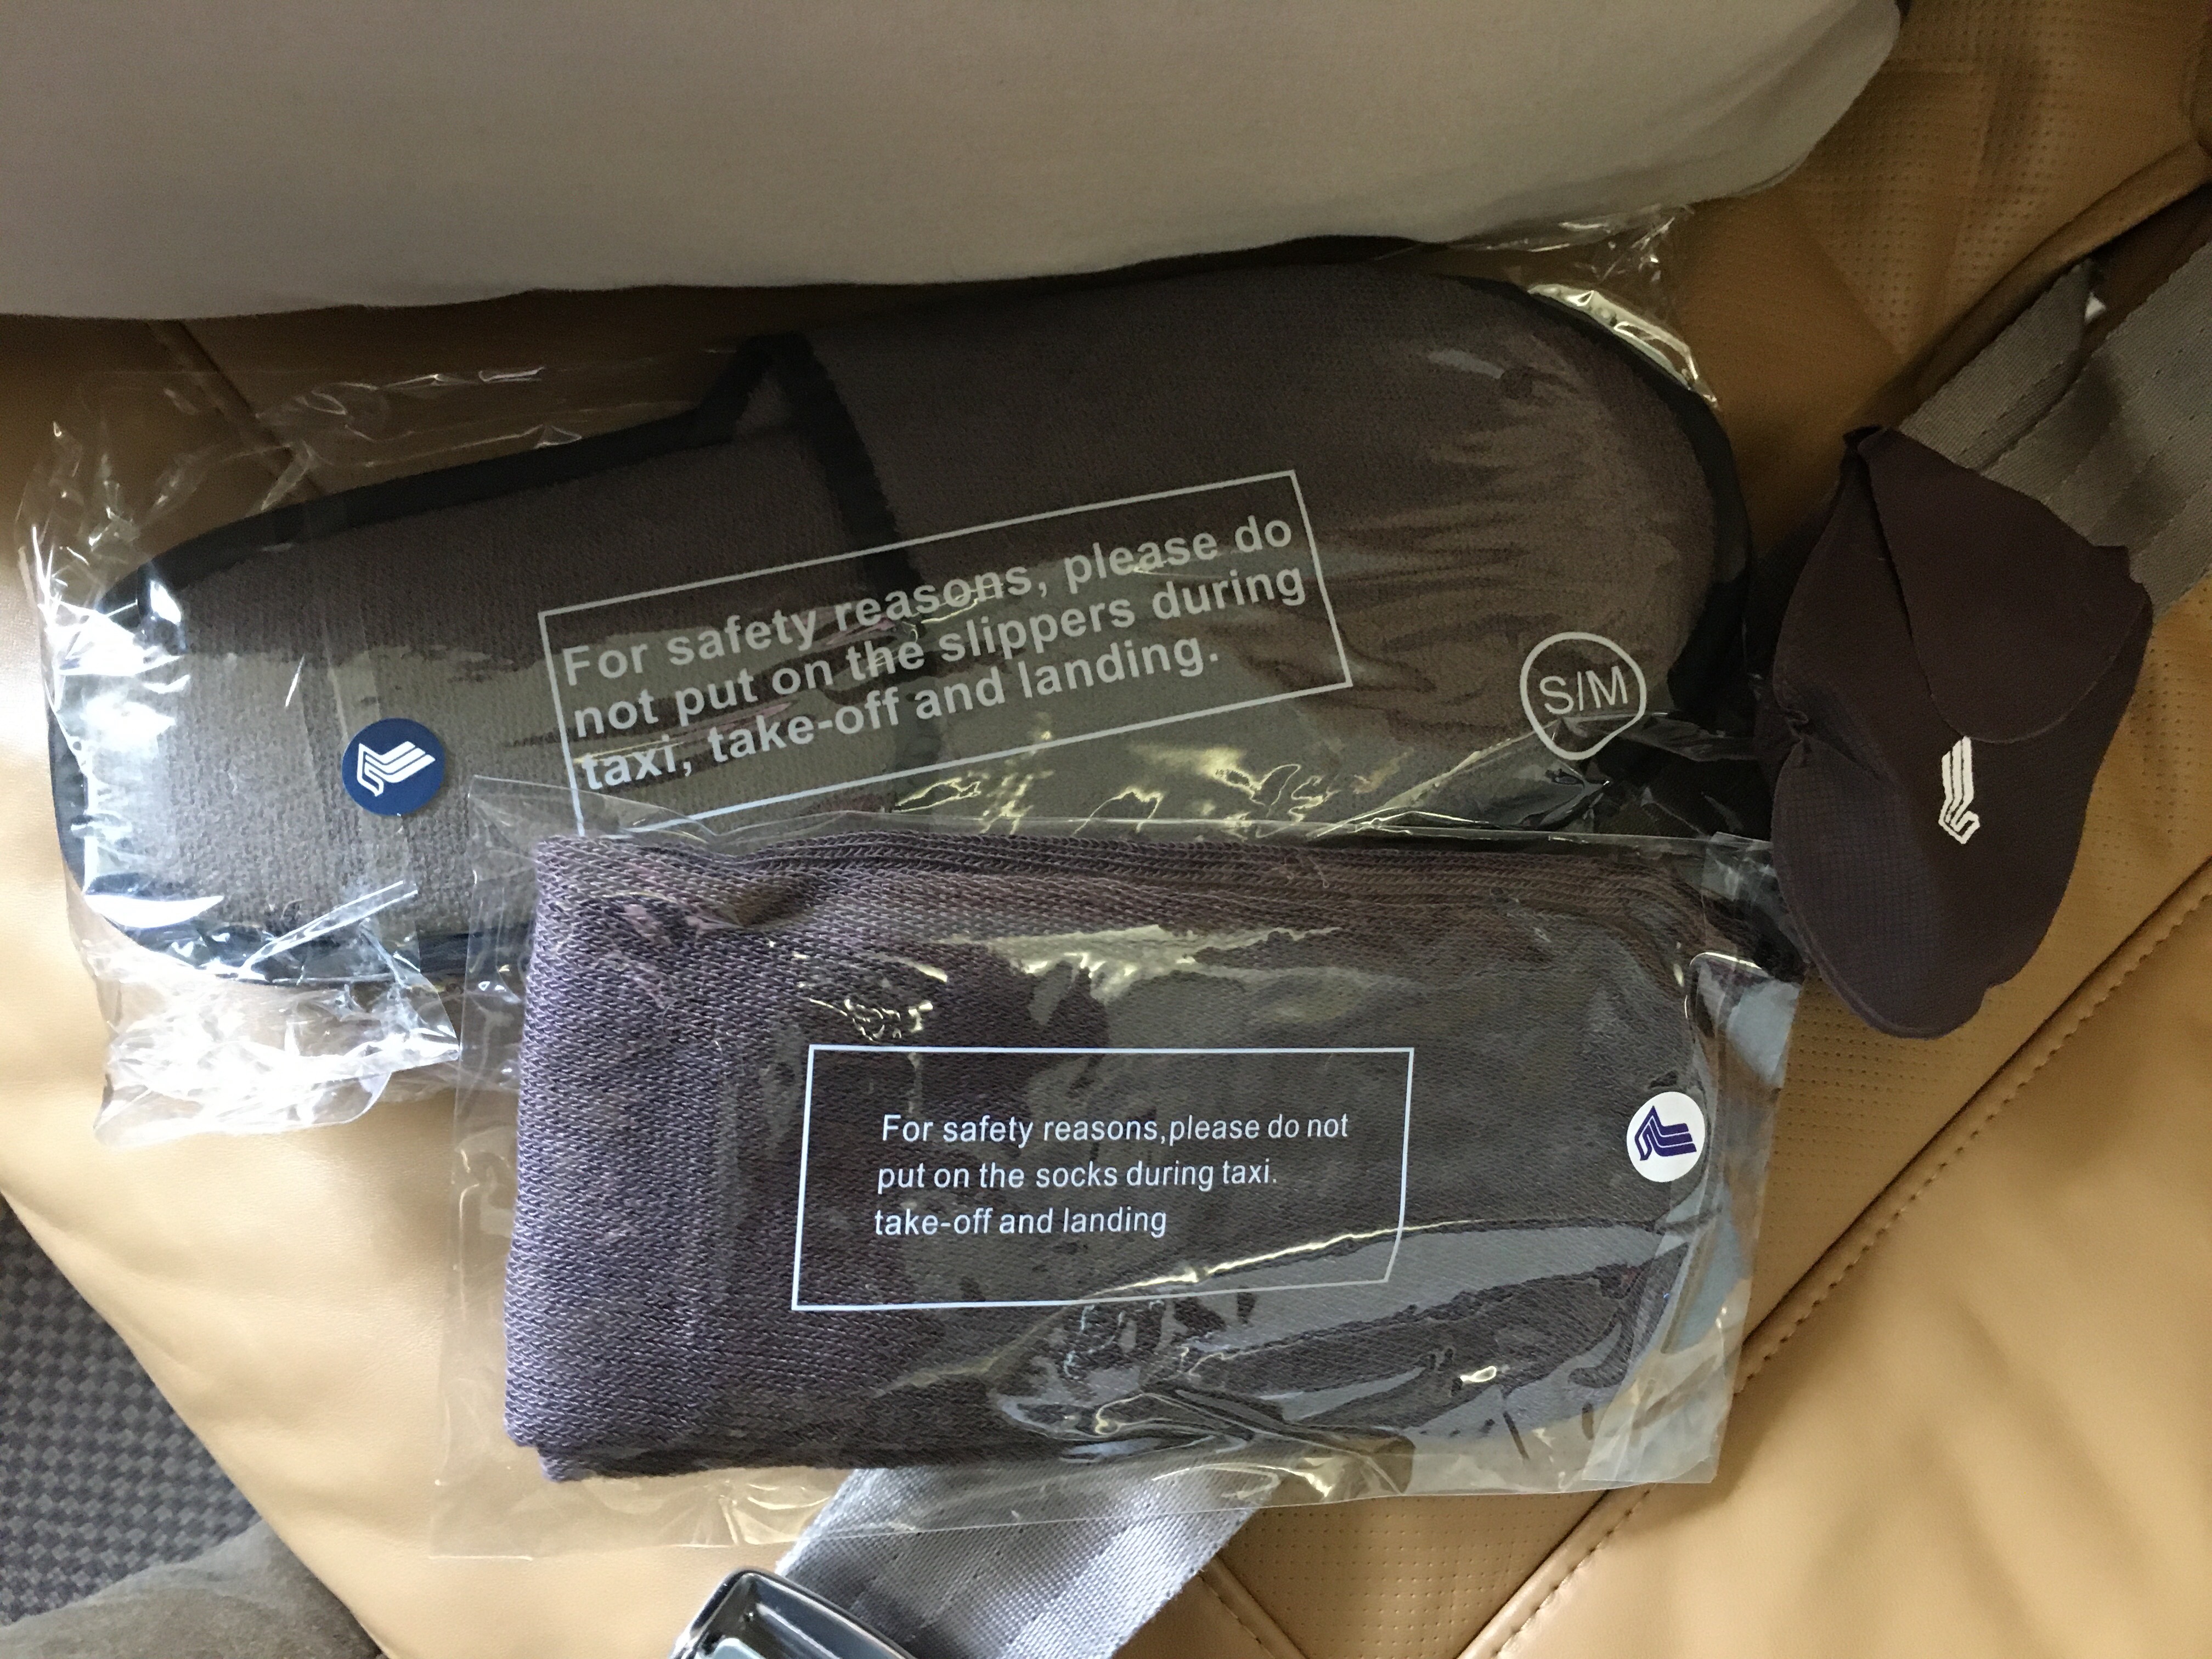 For safety reasons, please do
not put on the slippers during
taxi, take-off and landing.
S/M
For safety reasons,please do not
put on the socks during taxi.
take-off and landing